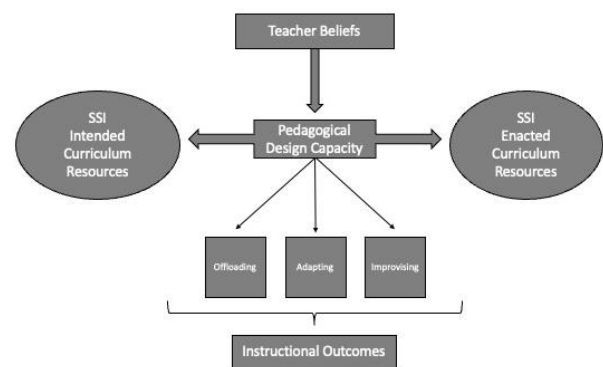 Teacher Beliefs
SSI
Intended
Curriculum
Resources
Pedagogical
Design Capacity
SSI
Enacted
Curriculum
Resources
Offloading
Adapting
Improvising
Instructional Outcomes